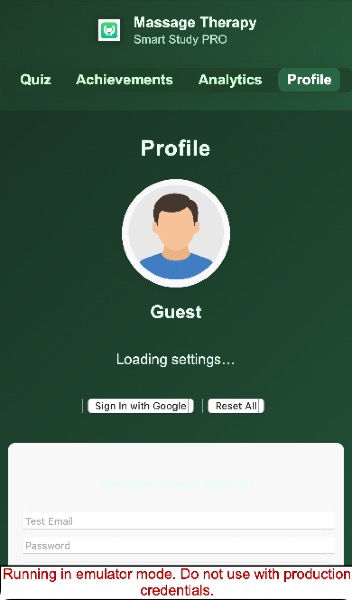 Massage Therapy
Smart Study PRO
Quiz Achievements Analytics Profile
Profile
Guest
Loading settings...
Sign In with Google Reset All
Test Email
Password
Running in emulator mode. Do not use with production
credentials.